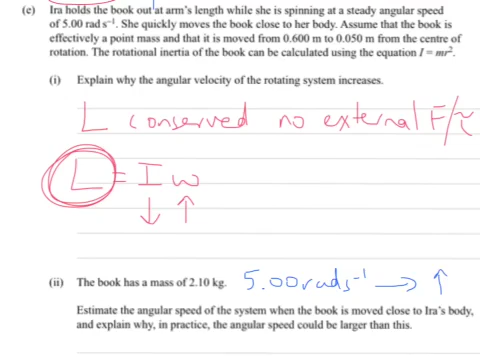 (e) Ira holds the book out at arm's length while she is spinning at a steady angular speed
of 5.00 rad s⁻¹. She quickly moves the book close to her body. Assume that the book is
effectively a point mass and that it is moved from 0.600 m to 0.050 m from the centre of
rotation. The rotational inertia of the book can be calculated using the equation I = mr².
(i) Explain why the angular velocity of the rotating system increases.
L conserved no external F/τ
L = I ω
↓ ↑
(ii) The book has a mass of 2.10 kg. 5.00 rads⁻¹ → ↑
Estimate the angular speed of the system when the book is moved close to Ira's body,
and explain why, in practice, the angular speed could be larger than this.